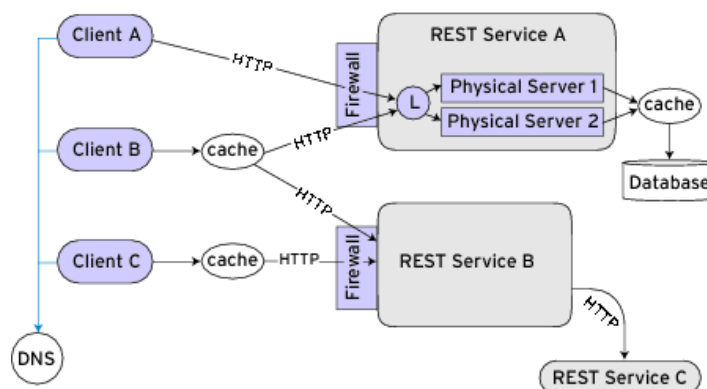 Client A
HTTP
Firewall
REST Service A
L
Physical Server 1
Physical Server 2
cache
Database
Client B
cache
HTTP
HTTP
Client C
cache
HTTP
Firewall
REST Service B
HTTP
DNS
REST Service C